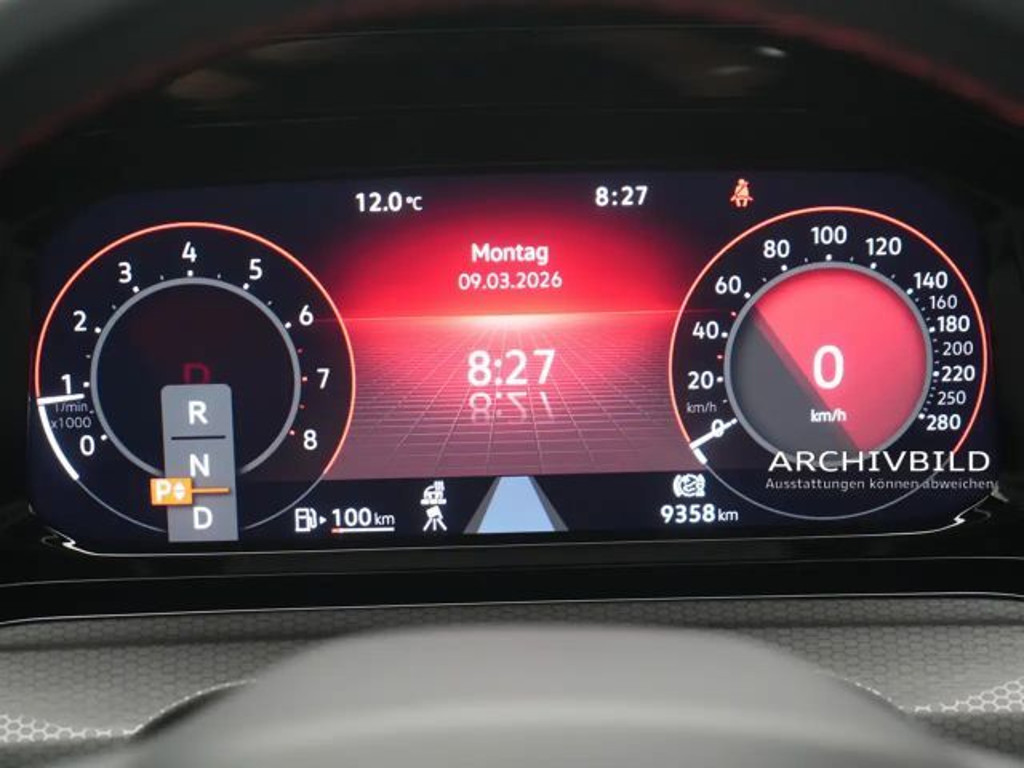 12.0°C
8:27
Montag
09.03.2026
8:27
0
1
2
3
4
5
6
7
8
1/min
x1000
R
N
P
D
100 km
9358 km
0
20
40
60
80
100
120
140
160
180
200
220
250
280
km/h
0
km/h
ARCHIVBILD
Ausstattungen können abweichen